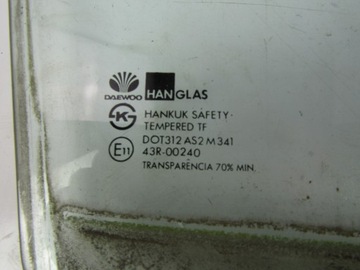 DAEWOO HANGLAS
HANKUK SAFETY·
TEMPERED TF
DOT312 AS2 M341
E11 43R-00240
TRANSPARÊNCIA 70% MIN.